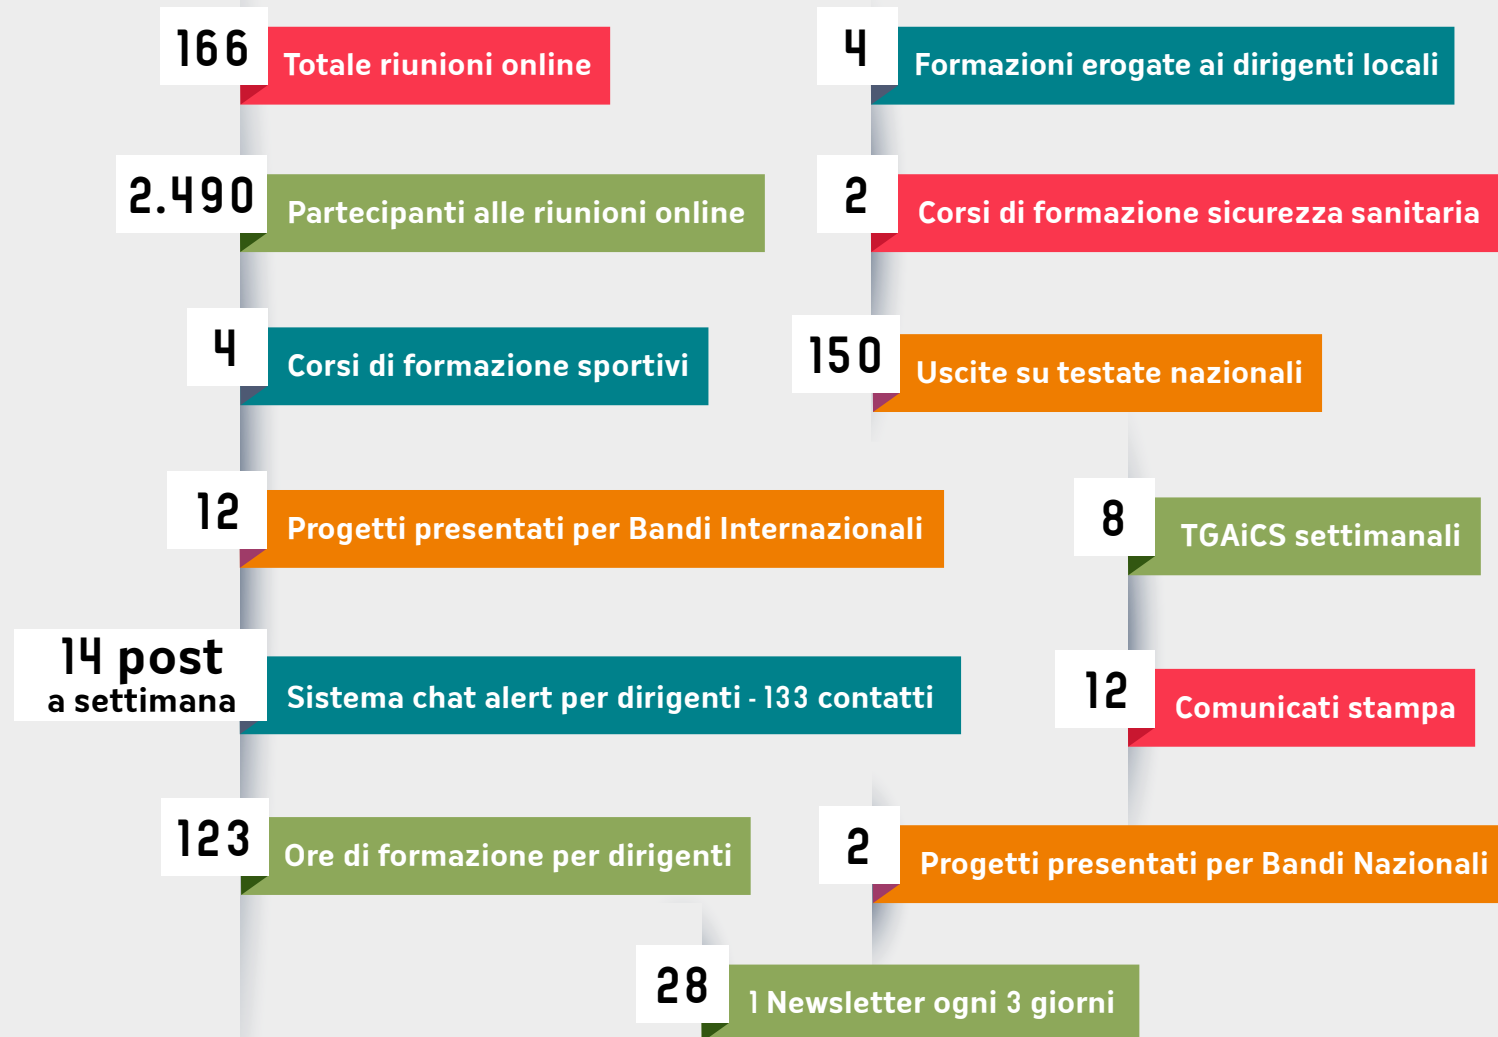 166
Totale riunioni online
2.490
Partecipanti alle riunioni online
4
Corsi di formazione sportivi
12
Progetti presentati per Bandi Internazionali
14 post
a settimana
Sistema chat alert per dirigenti - 133 contatti
123
Ore di formazione per dirigenti
4
Formazioni erogate ai dirigenti locali
2
Corsi di formazione sicurezza sanitaria
150
Uscite su testate nazionali
8
TGAiCS settimanali
12
Comunicati stampa
2
Progetti presentati per Bandi Nazionali
28
1 Newsletter ogni 3 giorni